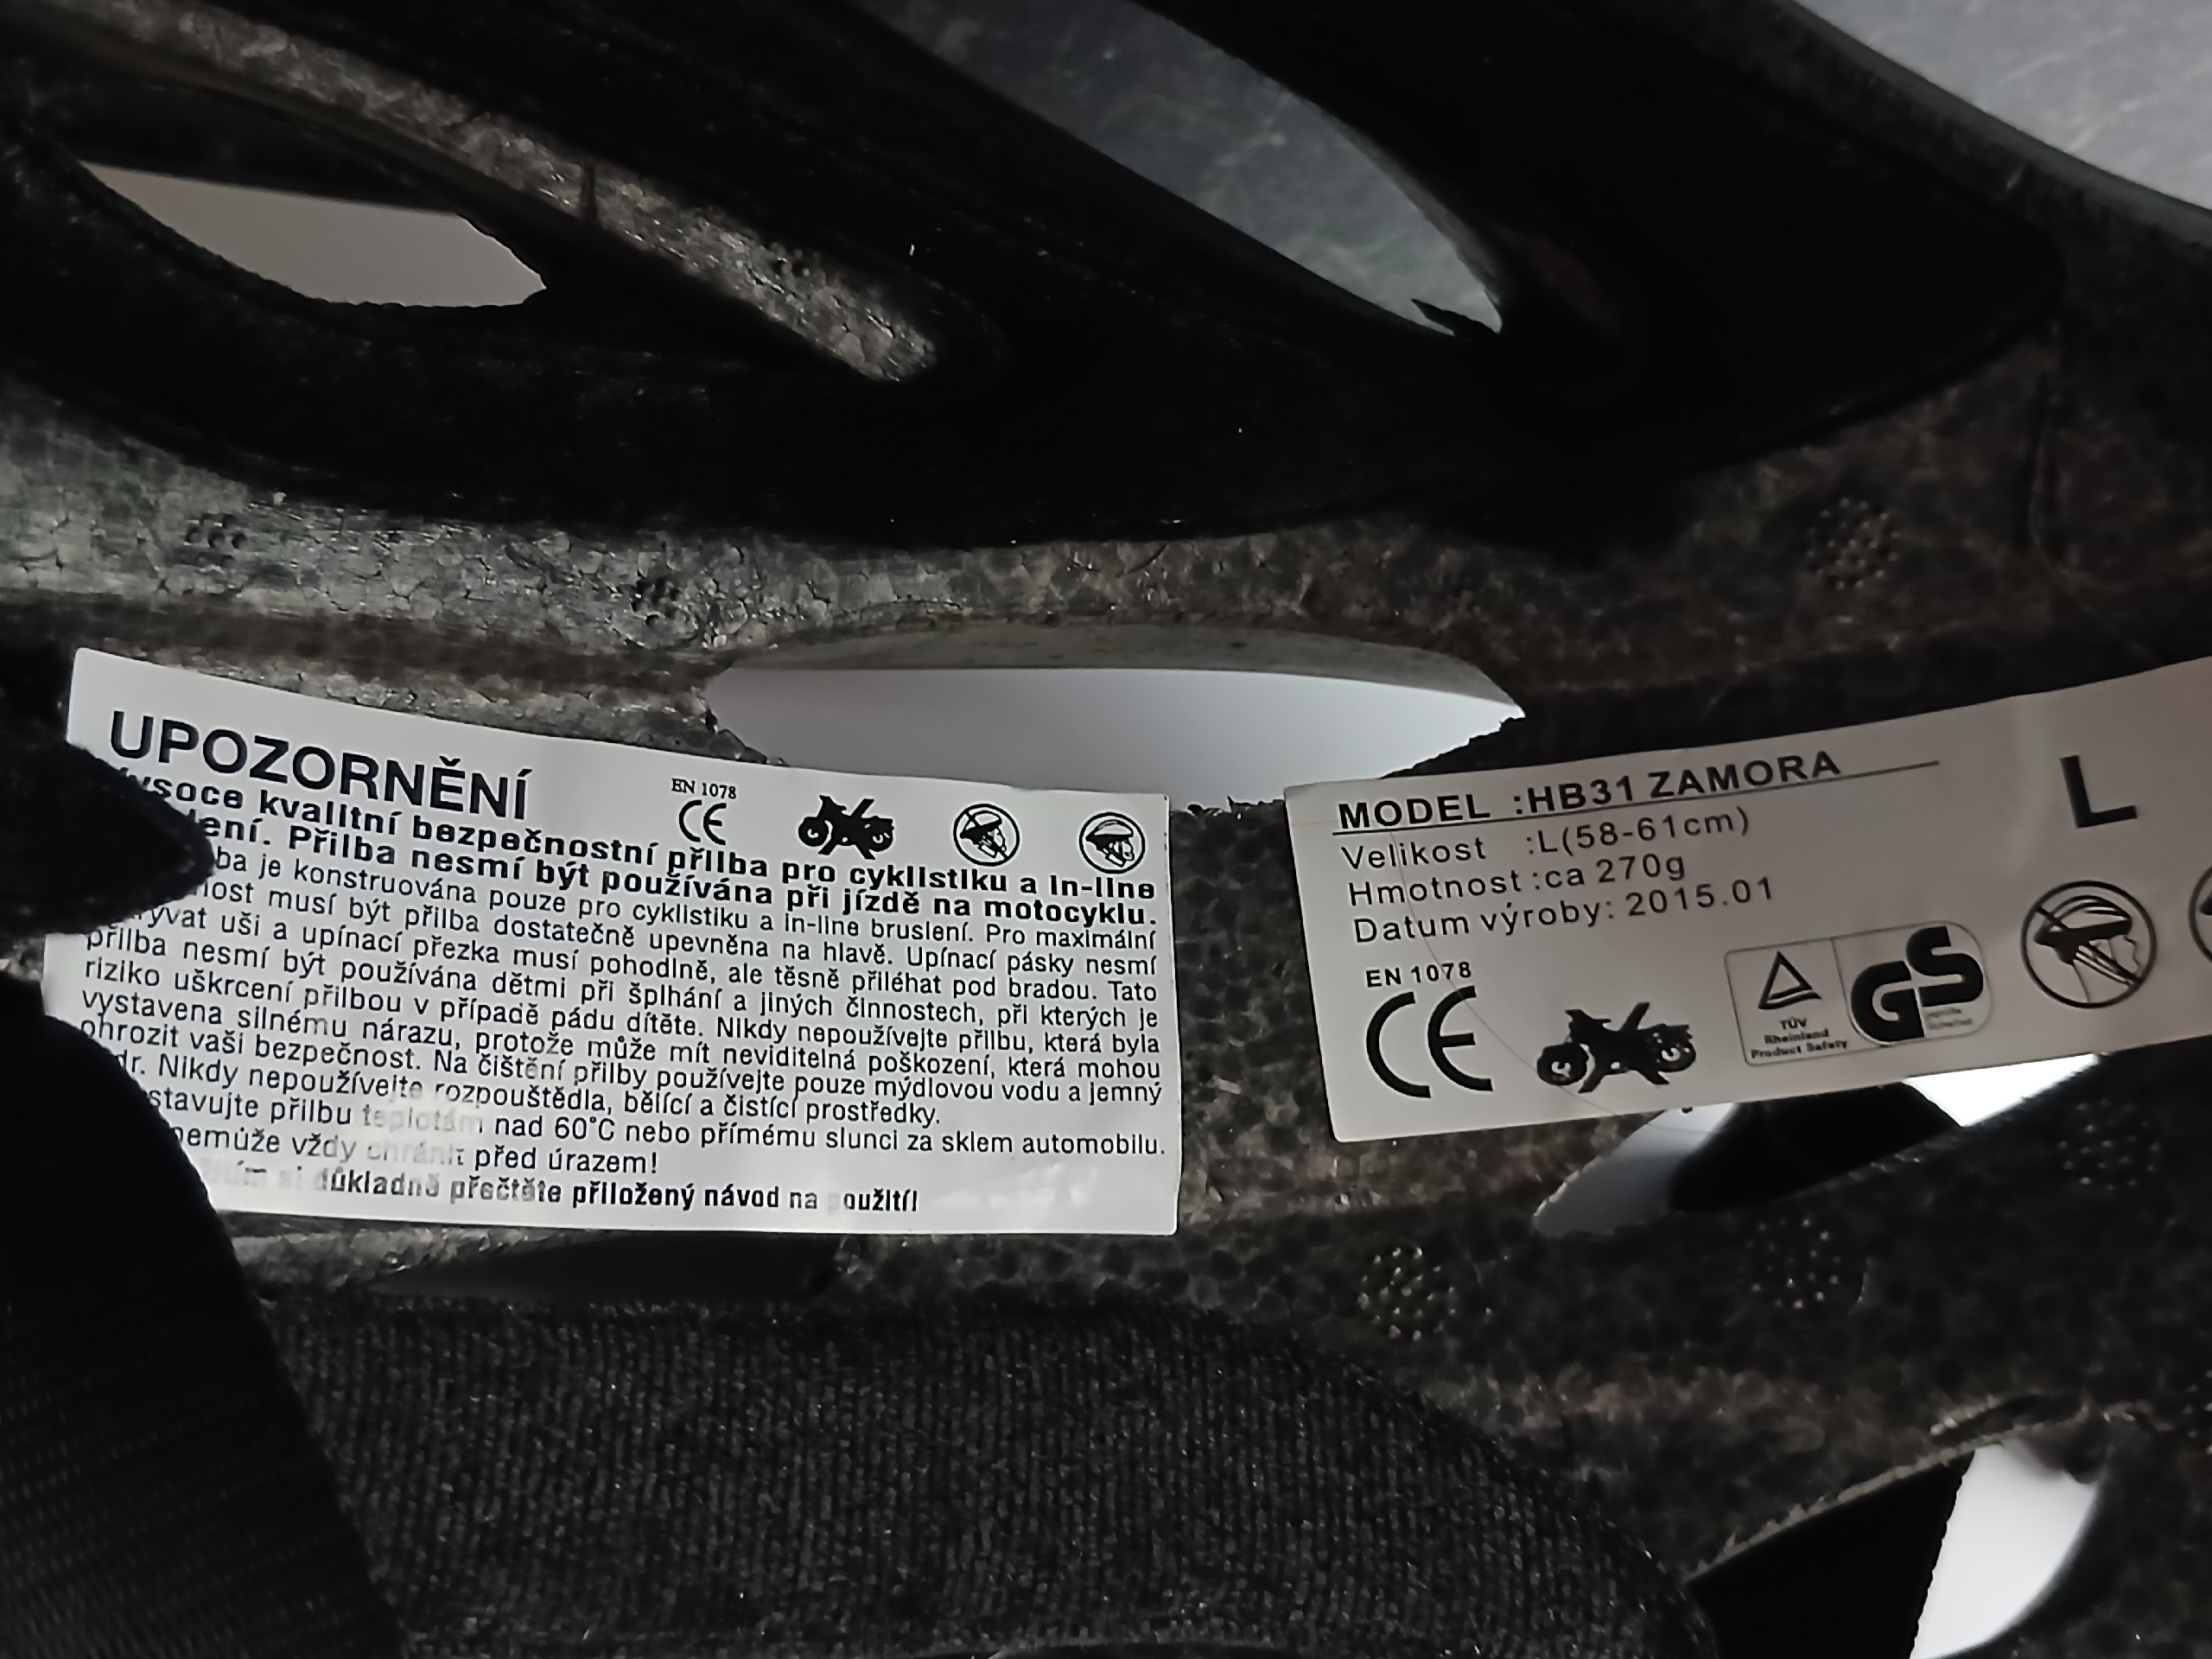 UPOZORNĚNÍ
EN 1078
CE
kvalitní bezpečnostní přilba pro cyklistiku a in-line
Přilba nesmí být používána při jízdě na motocyklu.
je konstruována pouze pro cyklistiku a in-line bruslení. Pro maximální
musí být přilba dostatečně upevněna na hlavě. Upínací pásky nesmí
uši a upínací přezka musí pohodlně, ale těsně přiléhat pod bradou. Tato
přilba nesmí být používána dětmi při šplhání a jiných činnostech, při kterých je
riziko uškrcení přilbou v případě pádu dítěte. Nikdy nepoužívejte přilbu, která byla
vystavena silnému nárazu, protože může mít neviditelná poškození, která mohou
ohrozit vaši bezpečnost. Na čištění přilby používejte pouze mýdlovou vodu a jemný
Nikdy nepoužívejte rozpouštědla, bělící a čistící prostředky.
přilbu teplotám nad 60°C nebo přímému slunci za sklem automobilu.
nemůže vždy chránit před úrazem!
si důkladně přečtěte přiložený návod na použití!
MODEL :HB31 ZAMORA
L
Velikost :L(58-61cm)
Hmotnost :ca 270g
Datum výroby: 2015.01
EN 1078
CE
TÜV
Rheinland
Product Safety
GS